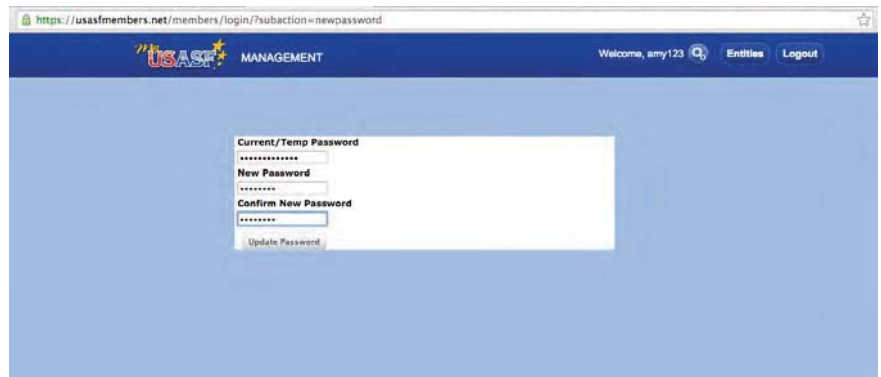 https://usasfmembers.net/members/login/?subaction=newpassword
my USASF MANAGEMENT Welcome, amy123 Entities Logout
Current/Temp Password
•••••••••••••
New Password
••••••••
Confirm New Password
••••••••
Update Password